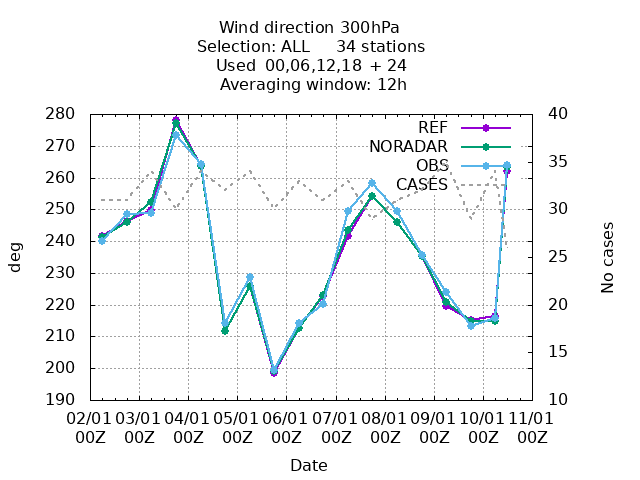 Wind direction 300hPa
Selection: ALL 34 stations
Used 00,06,12,18 + 24
Averaging window: 12h
280 40
REF
NORADAR
OBS
CASES
270
260 35
250 30
240
deg
No cases
25
230
220 20
210
15
200
190 10
02/01 03/01 04/01 05/01 06/01 07/01 08/01 09/01 10/01 11/01
00Z 00Z 00Z 00Z 00Z 00Z 00Z 00Z 00Z 00Z
Date